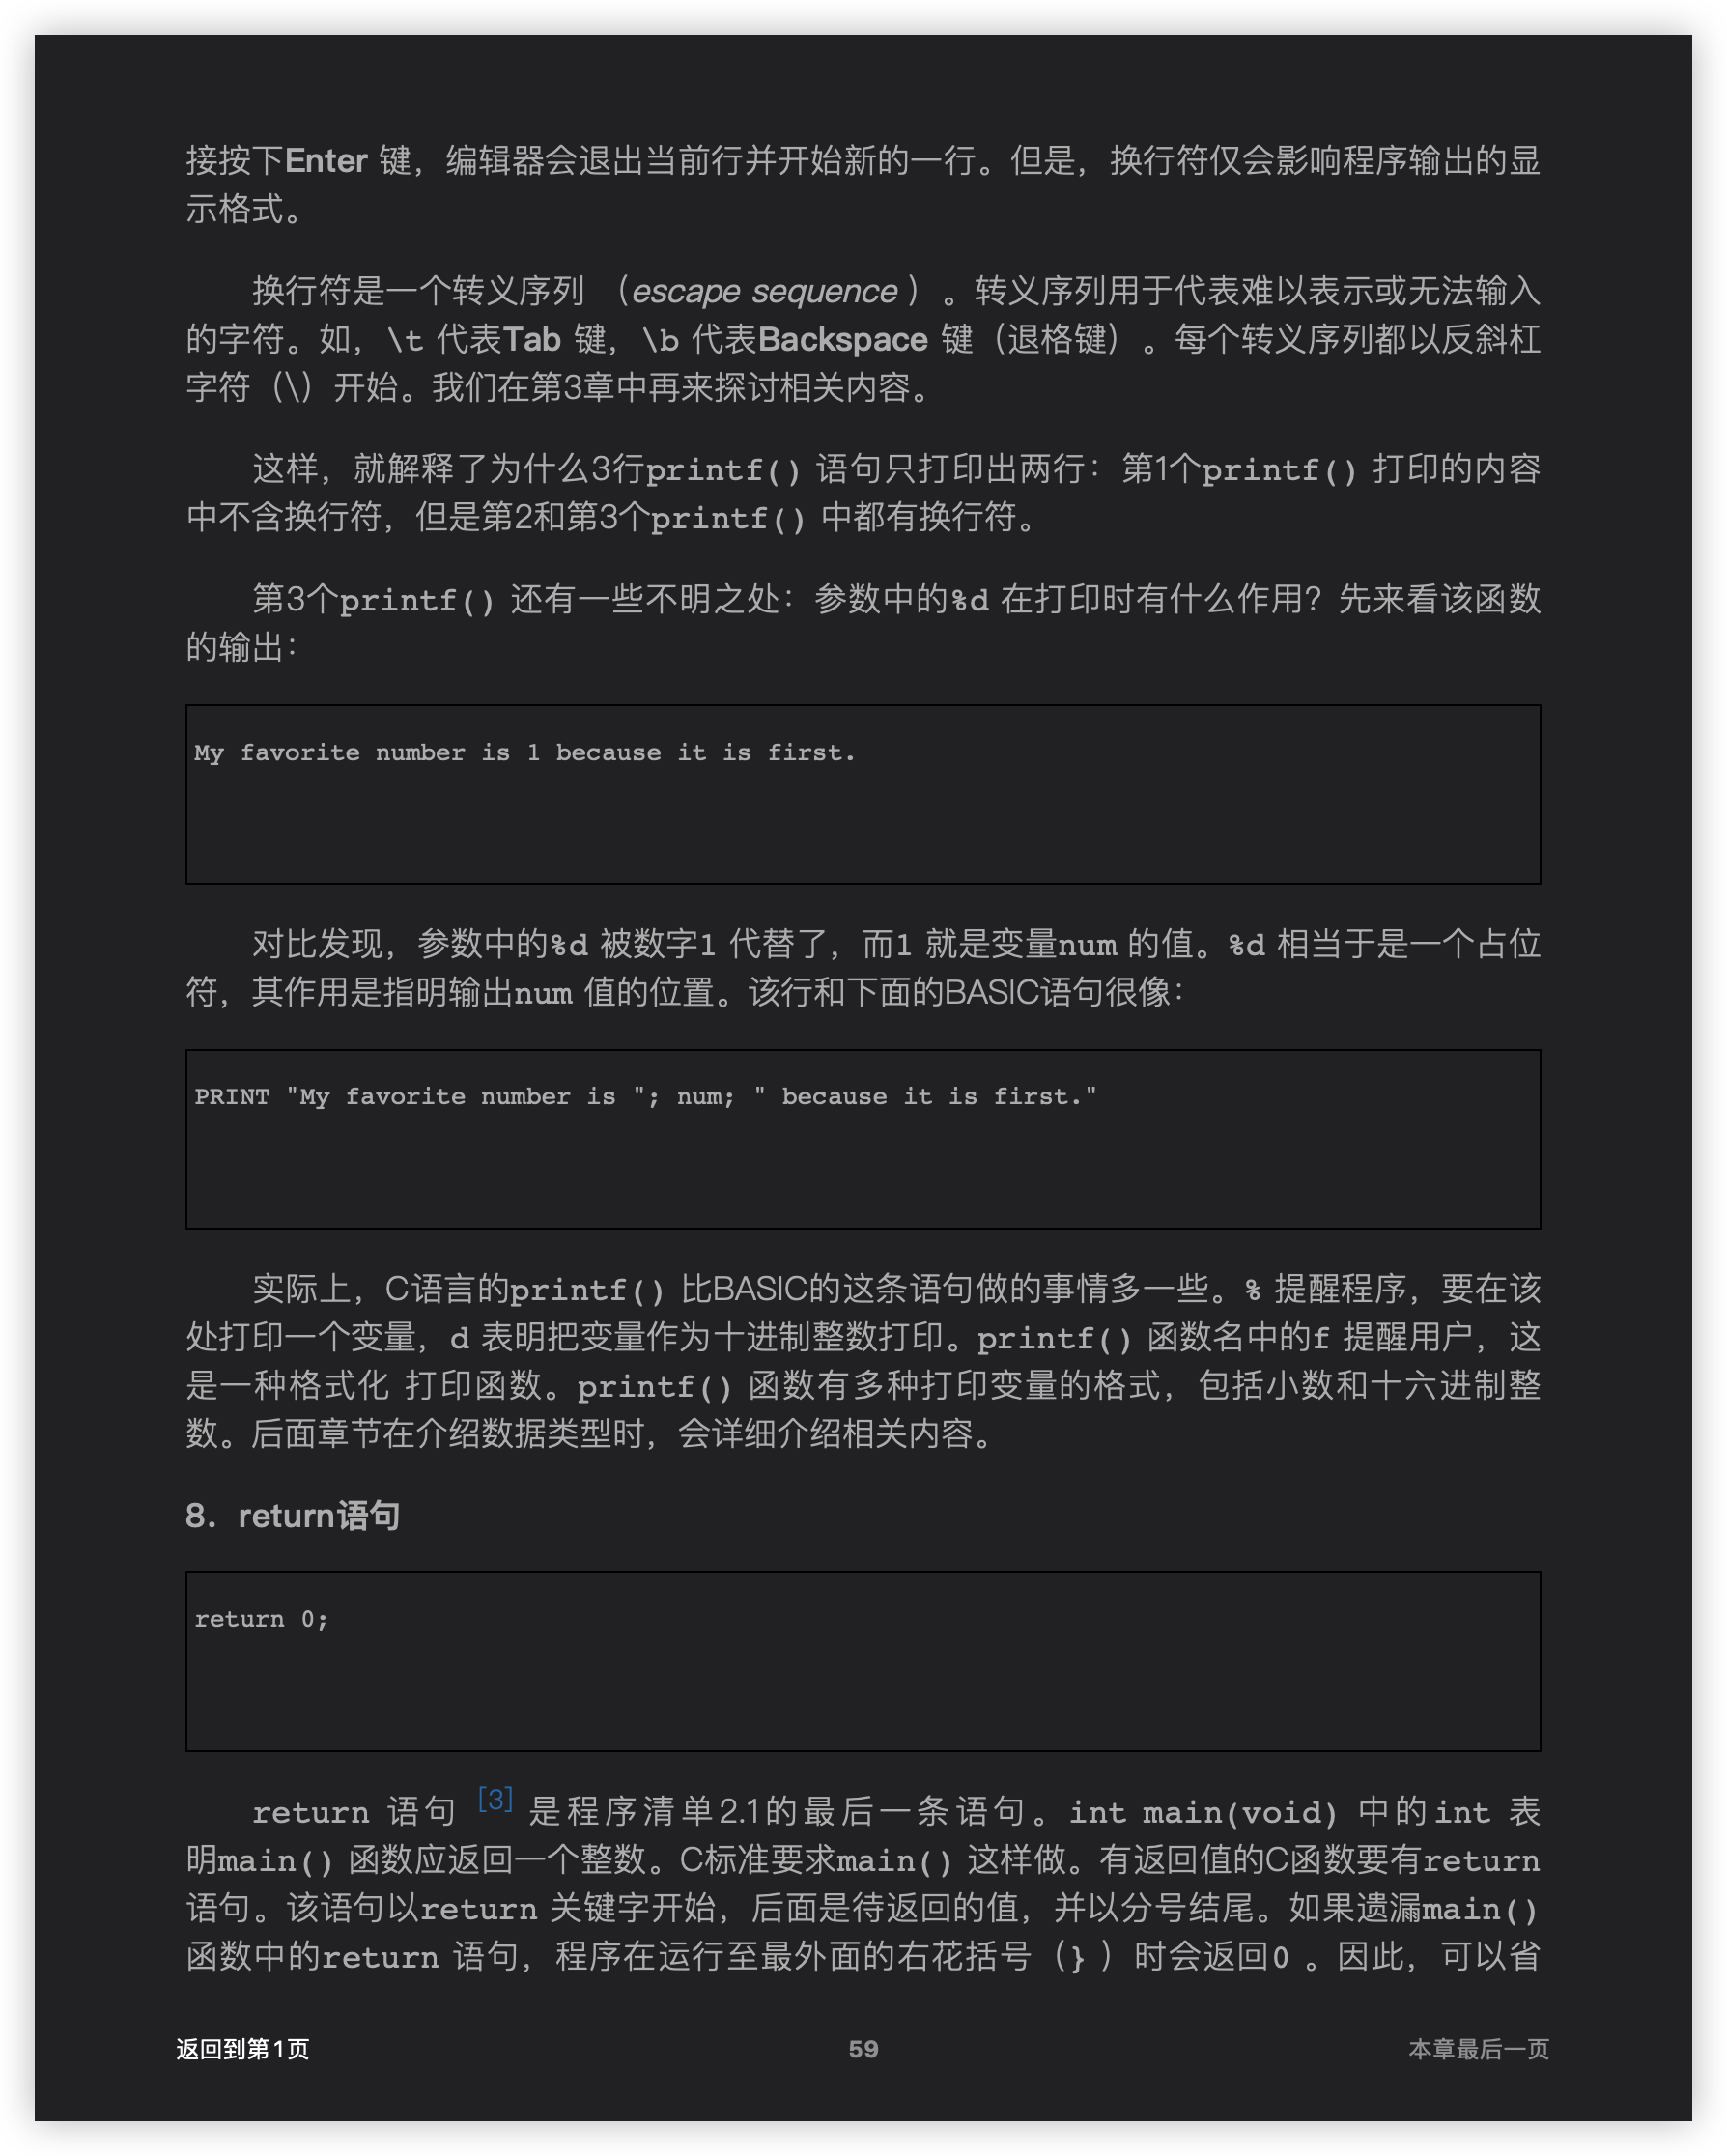 接按下Enter 键，编辑器会退出当前行并开始新的一行。但是，换行符仅会影响程序输出的显
示格式。
换行符是一个转义序列 （escape sequence ）。转义序列用于代表难以表示或无法输入
的字符。如，\t 代表Tab 键，\b 代表Backspace 键（退格键）。每个转义序列都以反斜杠
字符（\）开始。我们在第3章中再来探讨相关内容。
这样，就解释了为什么3行printf() 语句只打印出两行：第1个printf() 打印的内容
中不含换行符，但是第2和第3个printf() 中都有换行符。
第3个printf() 还有一些不明之处：参数中的%d 在打印时有什么作用？先来看该函数
的输出：
My favorite number is 1 because it is first.
对比发现，参数中的%d 被数字1 代替了，而1 就是变量num 的值。%d 相当于是一个占位
符，其作用是指明输出num 值的位置。该行和下面的BASIC语句很像：
PRINT "My favorite number is "; num; " because it is first."
实际上，C语言的printf() 比BASIC的这条语句做的事情多一些。% 提醒程序，要在该
处打印一个变量，d 表明把变量作为十进制整数打印。printf() 函数名中的f 提醒用户，这
是一种格式化 打印函数。printf() 函数有多种打印变量的格式，包括小数和十六进制整
数。后面章节在介绍数据类型时，会详细介绍相关内容。
8．return语句
return 0;
return 语句 [3] 是程序清单2.1的最后一条语句。int main(void) 中的int 表
明main() 函数应返回一个整数。C标准要求main() 这样做。有返回值的C函数要有return
语句。该语句以return 关键字开始，后面是待返回的值，并以分号结尾。如果遗漏main()
函数中的return 语句，程序在运行至最外面的右花括号（} ）时会返回0 。因此，可以省
返回到第1页
59
本章最后一页